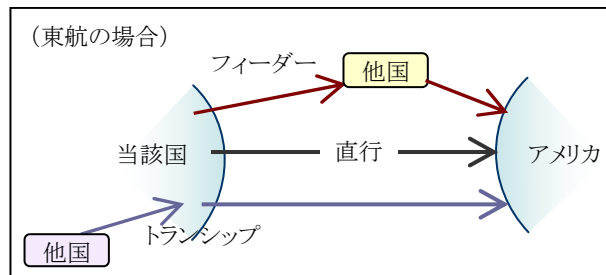 （東航の場合）
フィーダー
他国
当該国
直行
アメリカ
トランシップ
他国